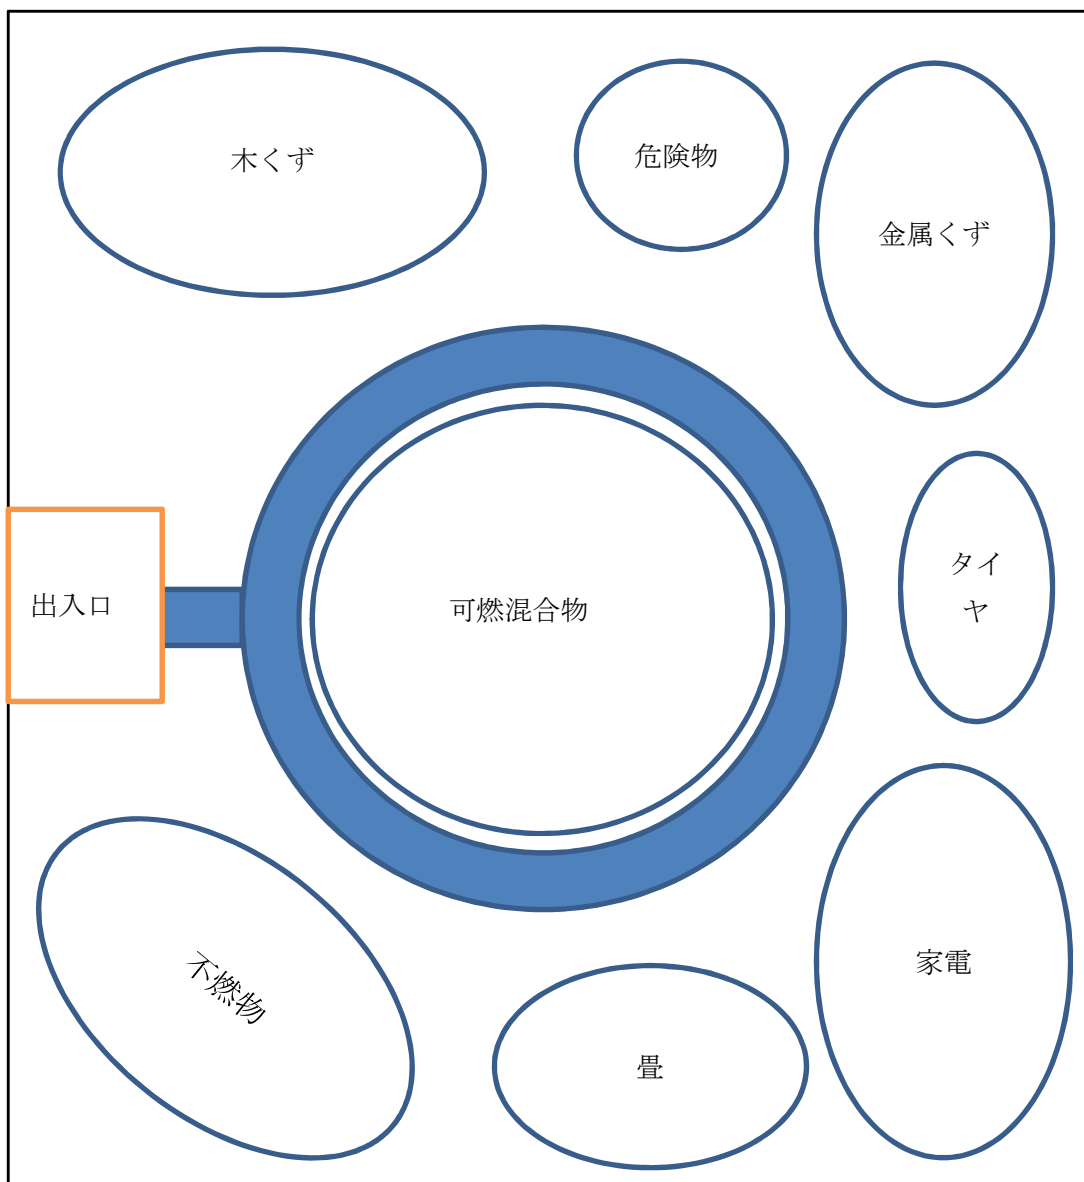 木くず
危険物
金属くず
タイ
ヤ
出入口
可燃混合物
不燃物
家電
畳